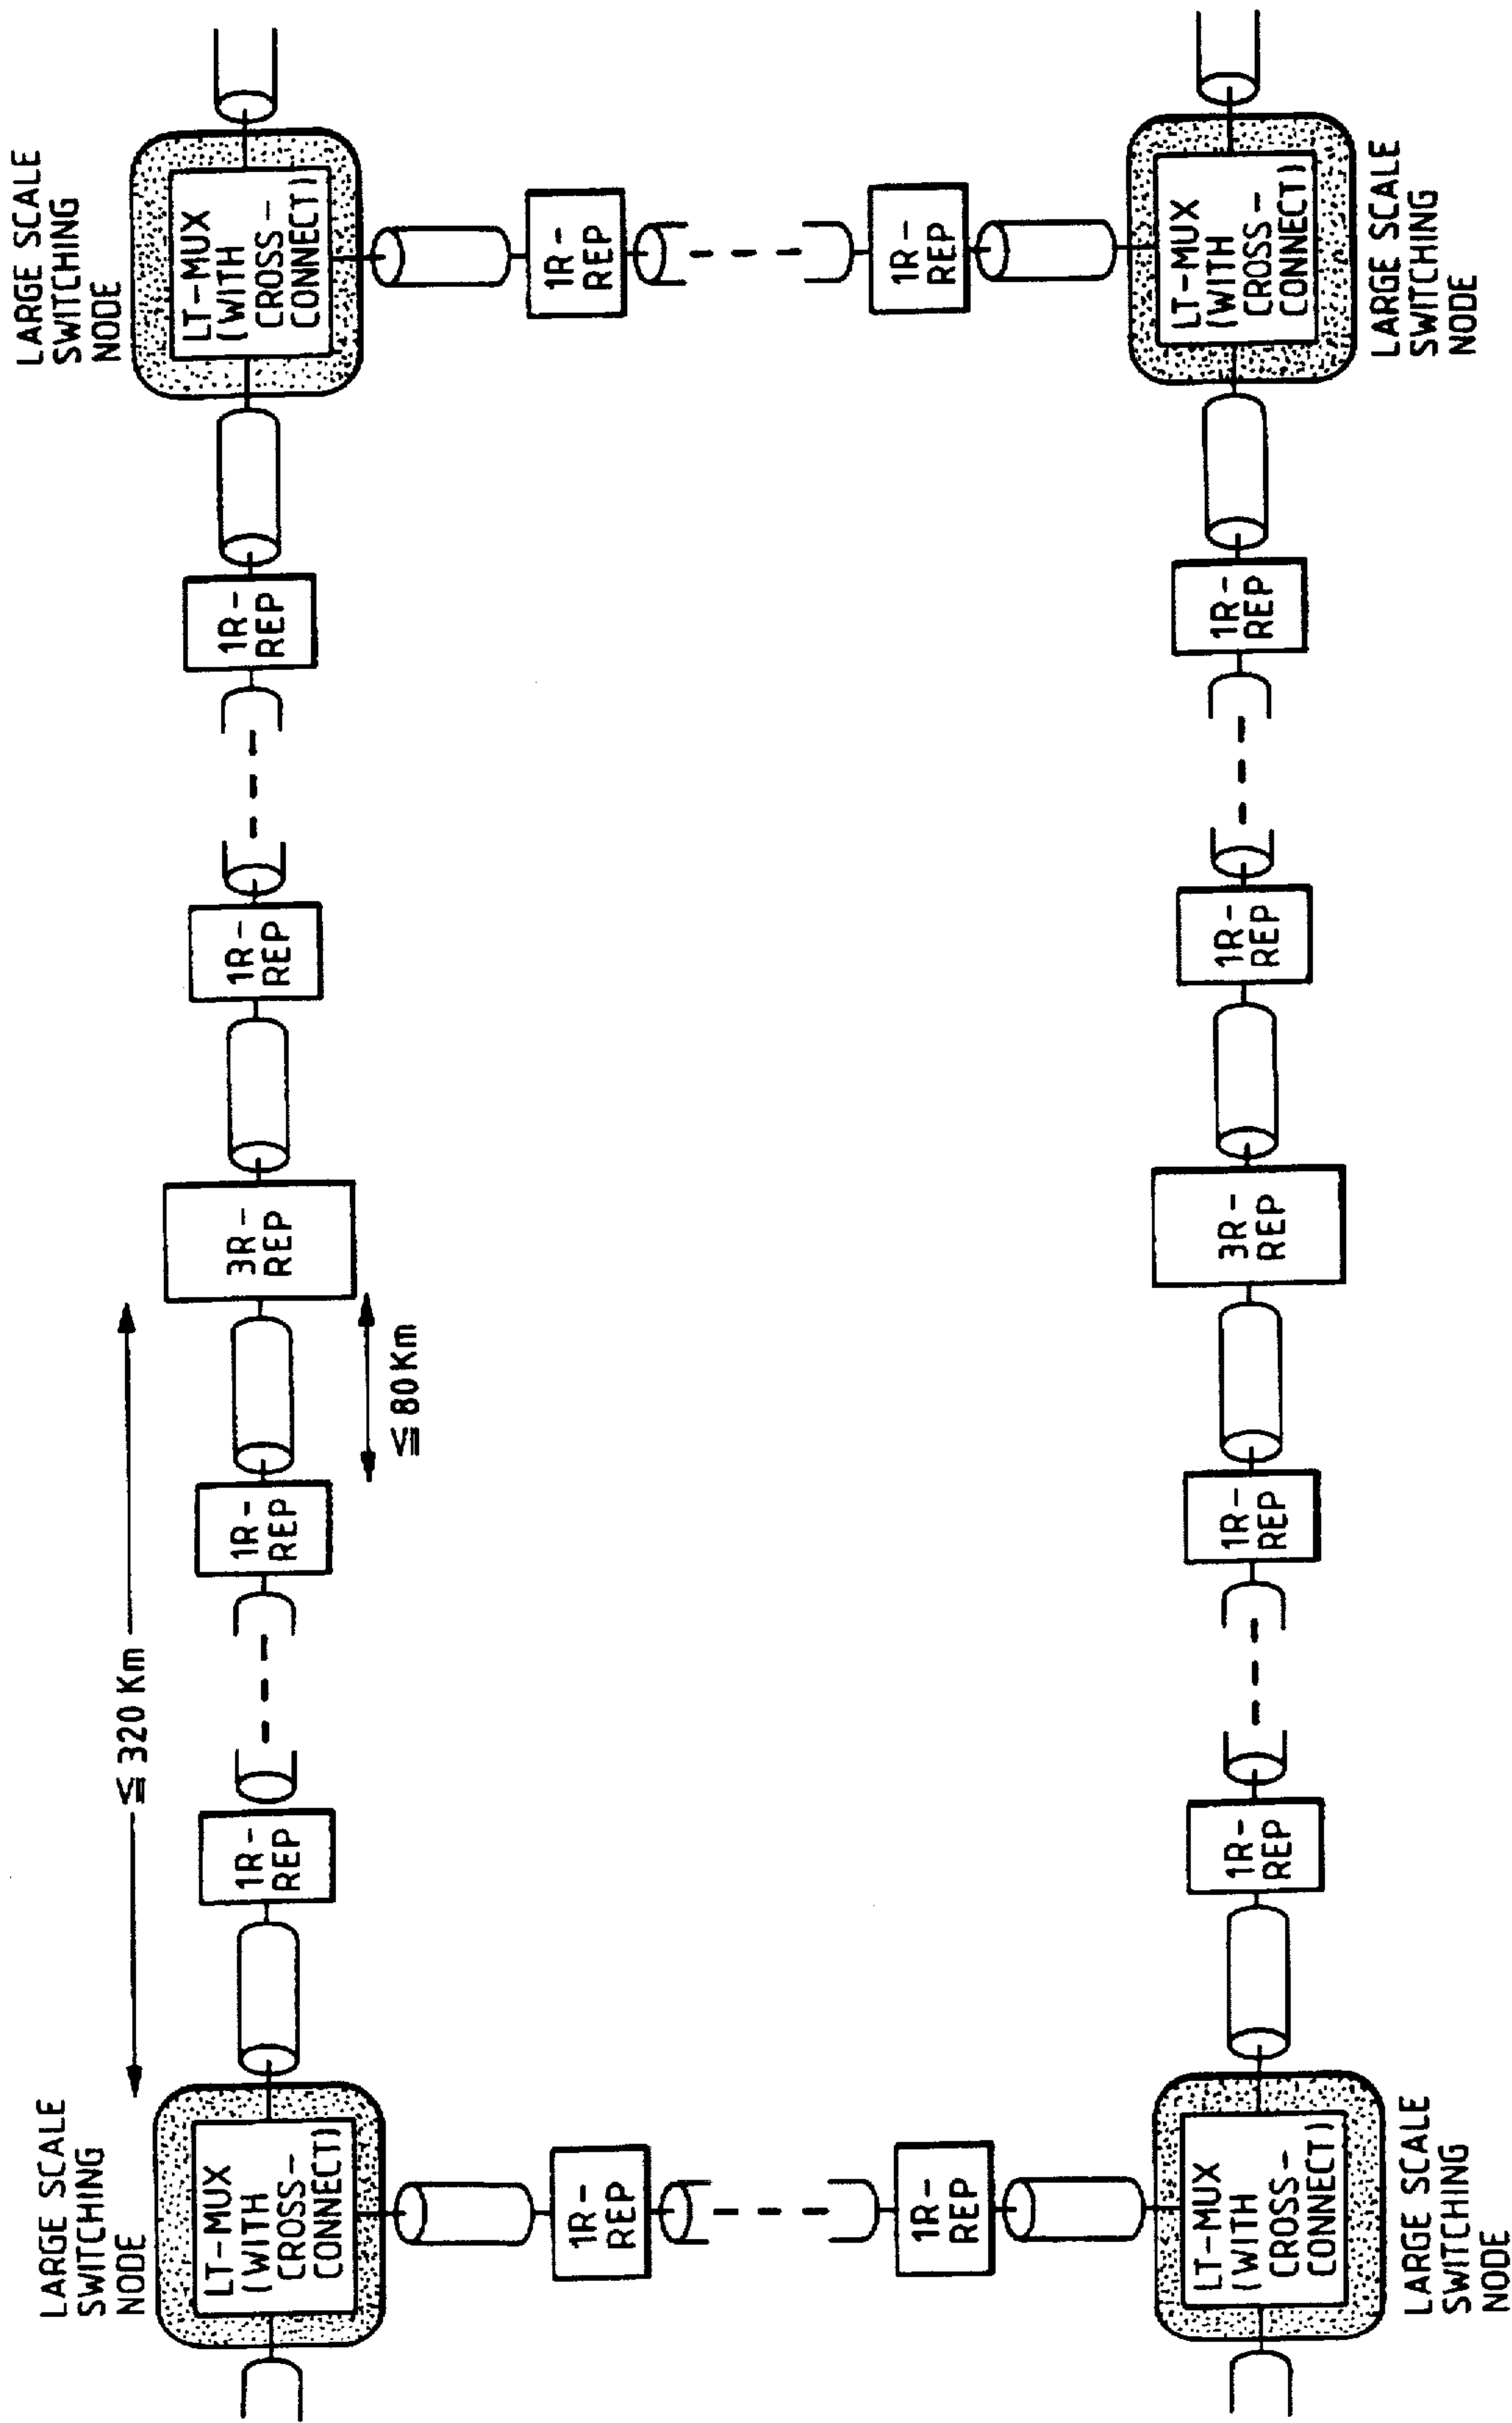 LARGE SCALE
SWITCHING
NODE
≦ 320 Km
LARGE SCALE
SWITCHING
NODE
LT-MUX
(WITH
CROSS-
CONNECT)
1R-
REP
1R-
REP
3R-
REP
1R-
REP
1R-
REP
LT-MUX
(WITH
CROSS-
CONNECT)
≦ 80 Km
1R-
REP
1R-
REP
1R-
REP
1R-
REP
LT-MUX
(WITH
CROSS-
CONNECT)
1R-
REP
1R-
REP
3R-
REP
1R-
REP
1R-
REP
LT-MUX
(WITH
CROSS-
CONNECT)
LARGE SCALE
SWITCHING
NODE
LARGE SCALE
SWITCHING
NODE